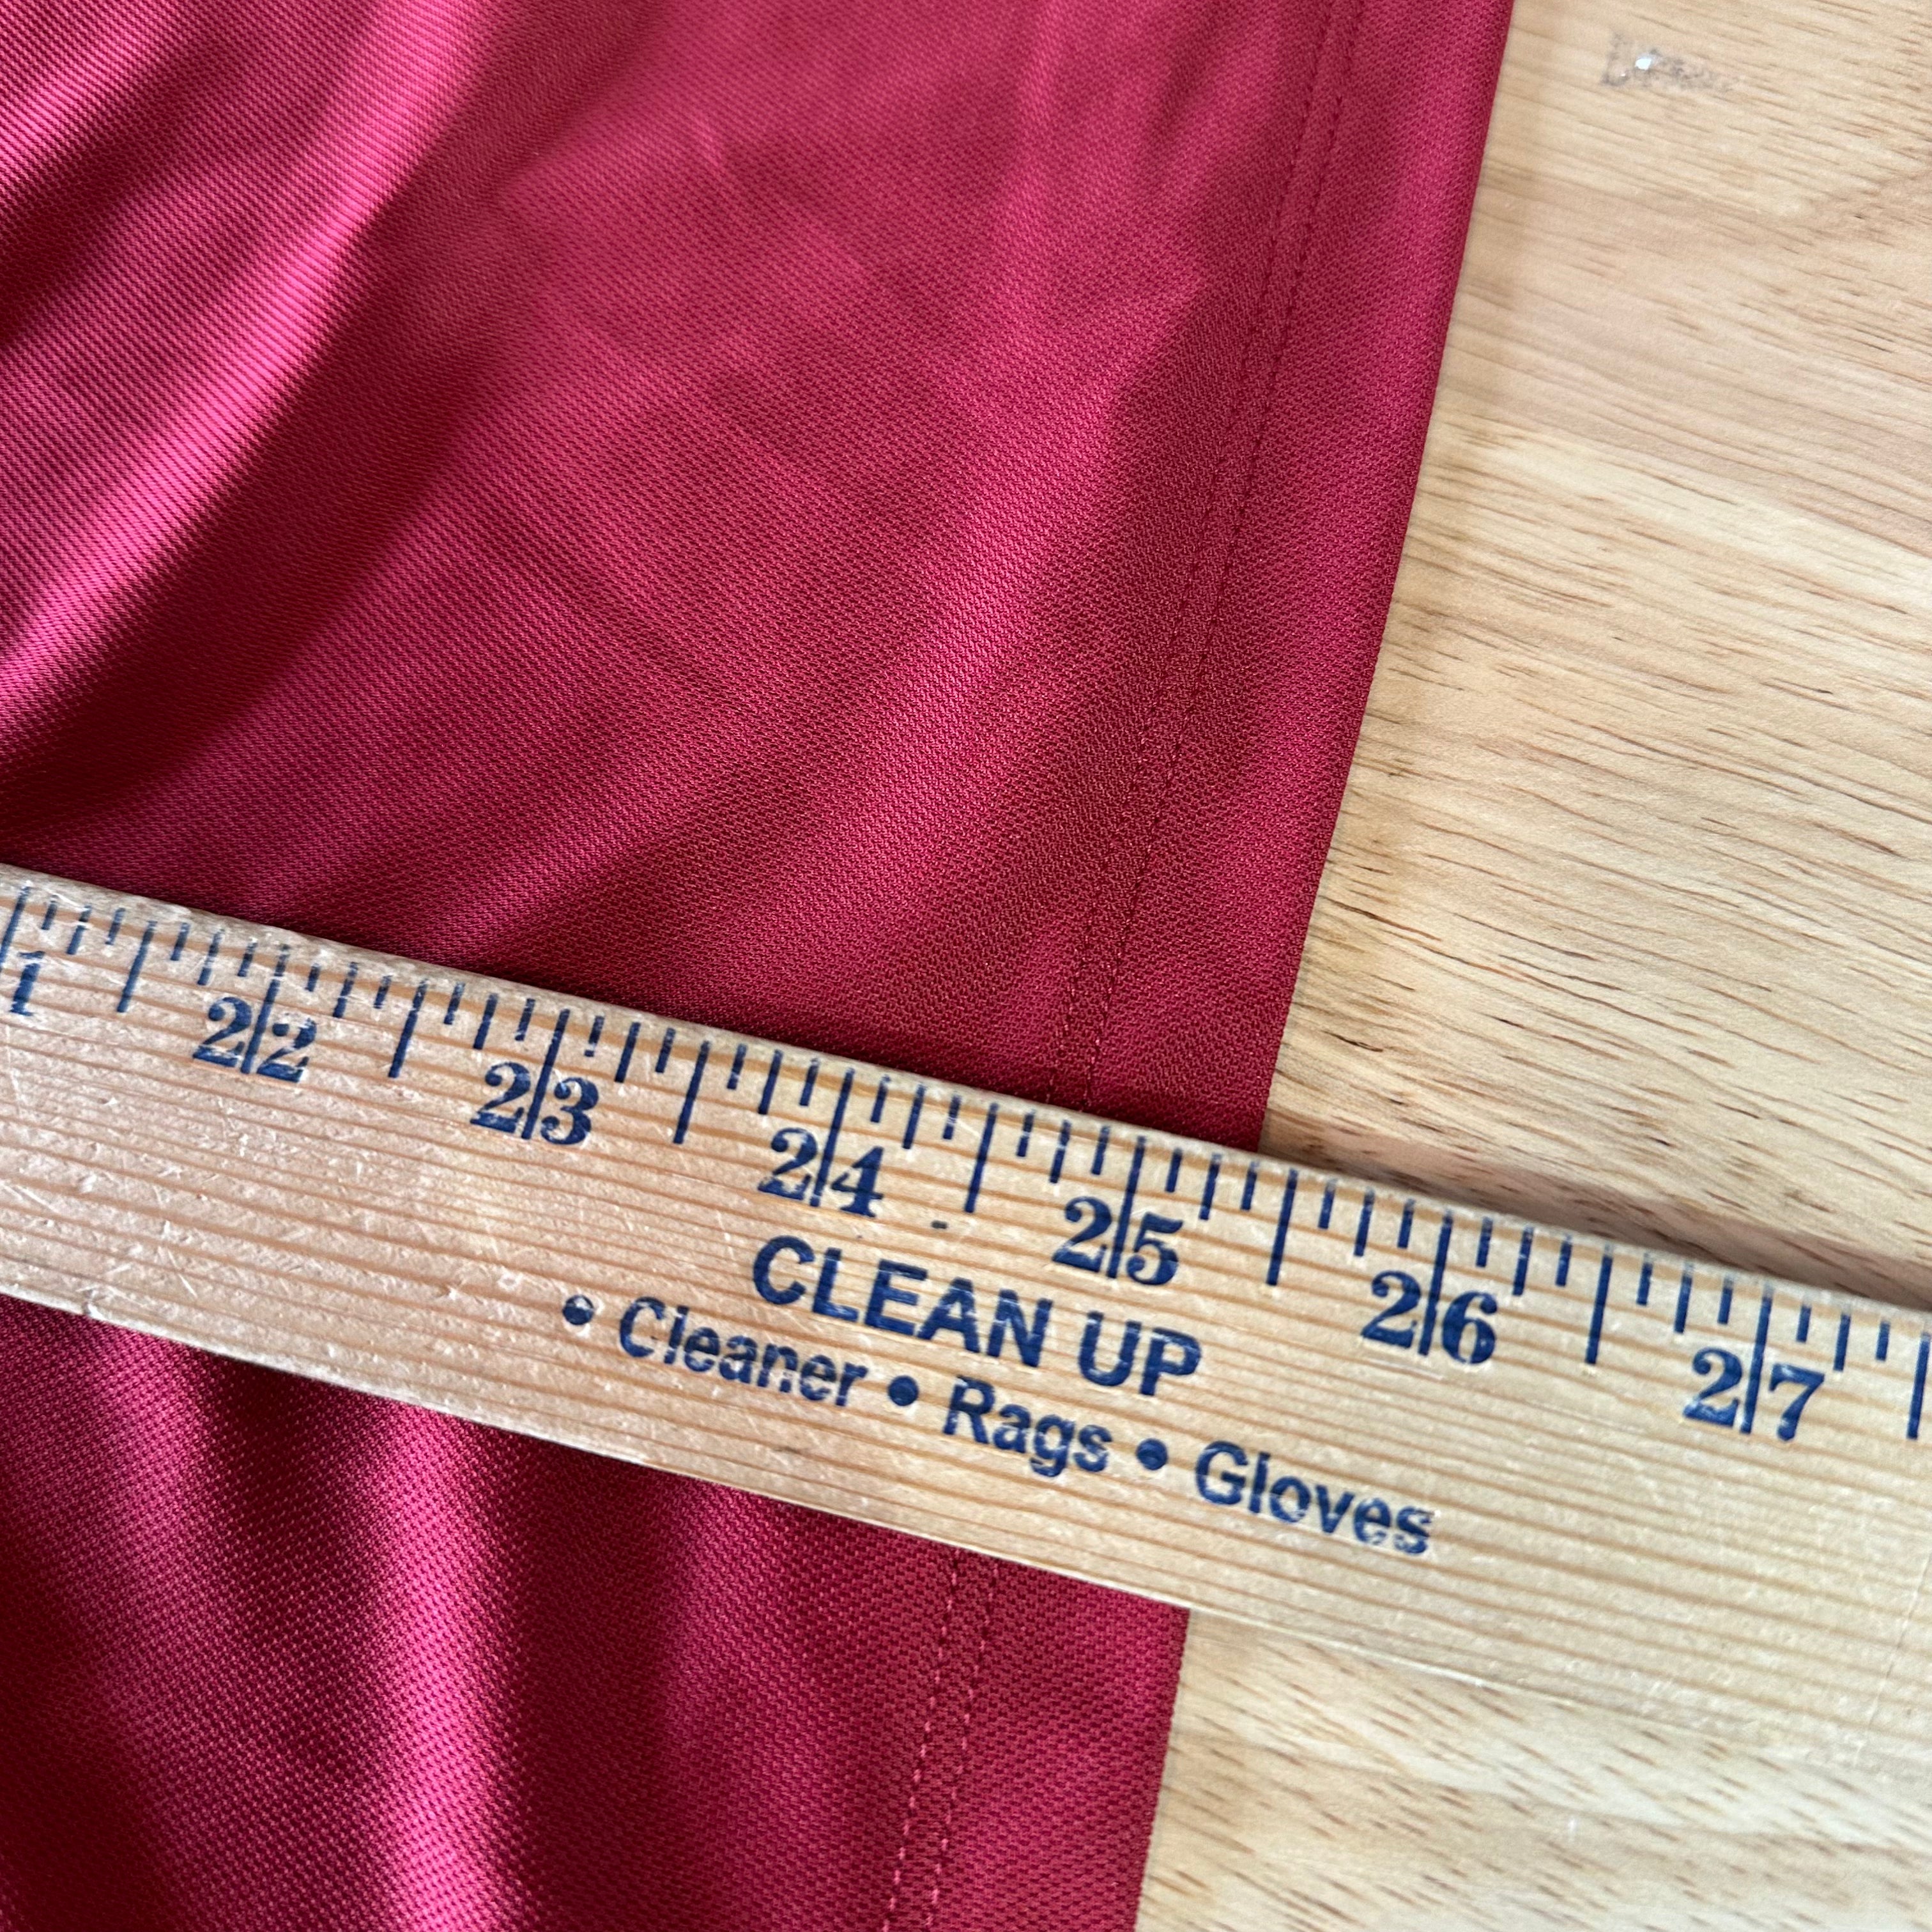 1 22 23 24 25 26 27
CLEAN UP
• Cleaner • Rags • Gloves